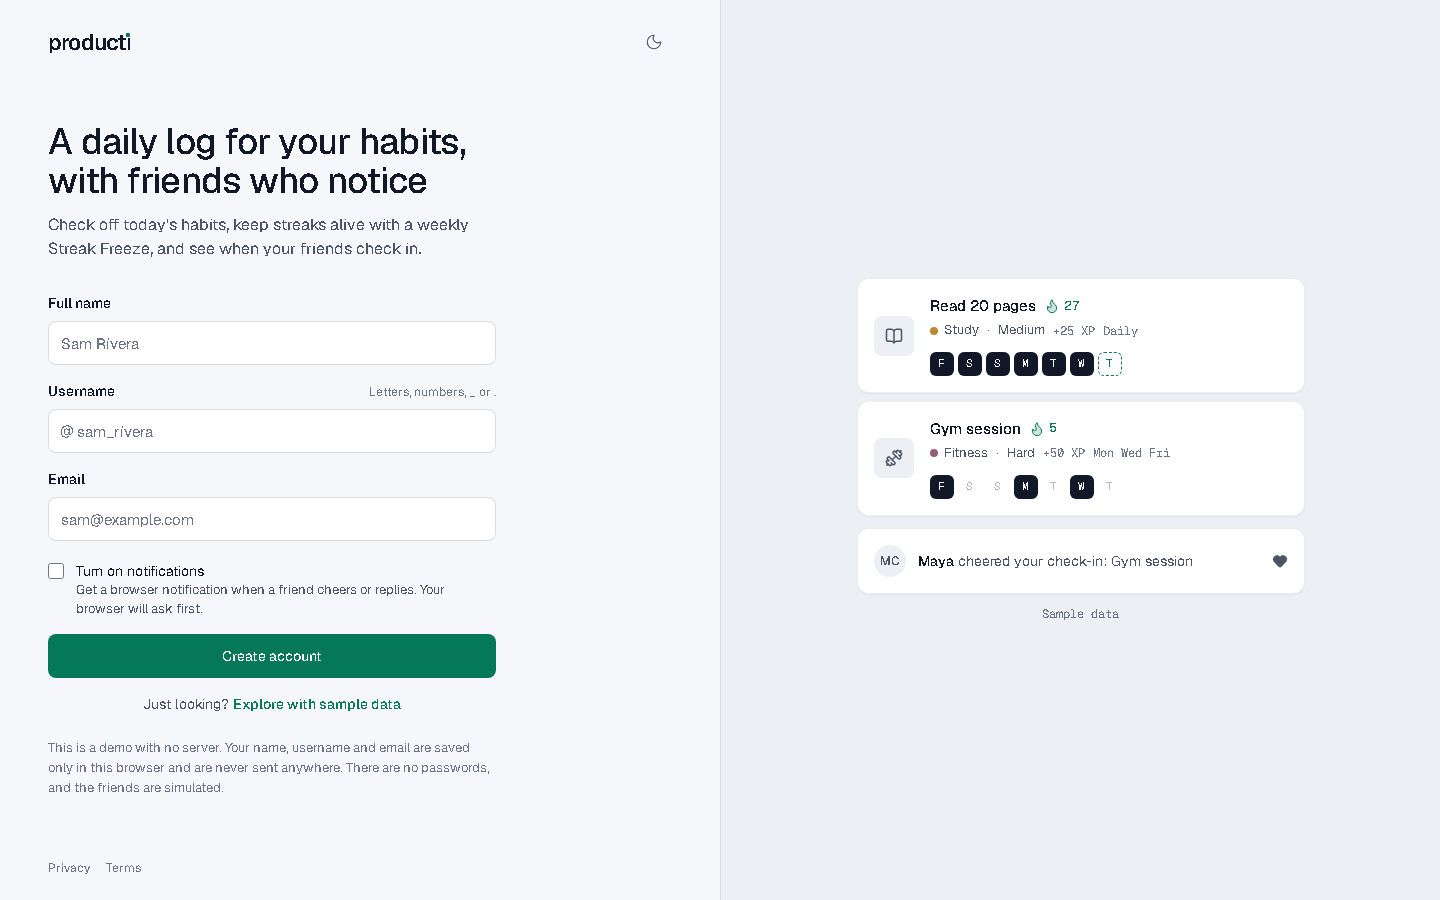 producti
A daily log for your habits,
with friends who notice
Check off today's habits, keep streaks alive with a weekly
Streak Freeze, and see when your friends check in.
Full name
Sam Rivera
Username
Letters, numbers, _ or .
@ sam_rivera
Email
sam@example.com
Turn on notifications
Get a browser notification when a friend cheers or replies. Your
browser will ask first.
Create account
Just looking? Explore with sample data
This is a demo with no server. Your name, username and email are saved
only in this browser and are never sent anywhere. There are no passwords,
and the friends are simulated.
Privacy Terms
Read 20 pages 27
Study · Medium +25 XP Daily
F S S M T W T
Gym session 5
Fitness · Hard +50 XP Mon Wed Fri
F S S M T W T
MC Maya cheered your check-in: Gym session
Sample data